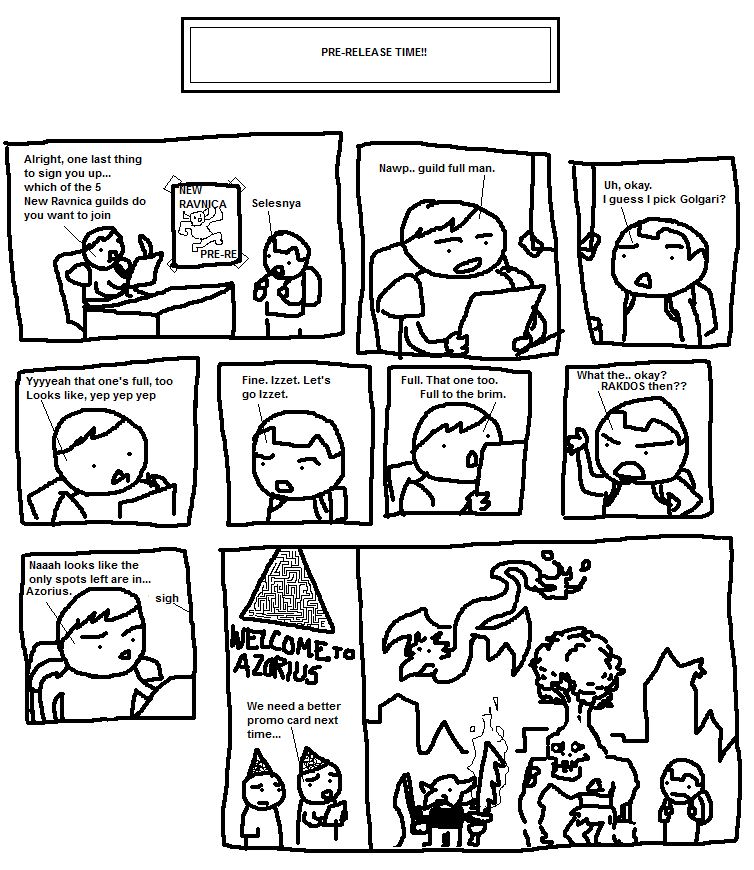 PRE-RELEASE TIME!!
Alright, one last thing
to sign you up...
which of the 5
New Ravnica guilds do
you want to join
NEW
RAVNICA
PRE-RE
Selesnya
Nawp.. guild full man.
Uh, okay.
I guess I pick Golgari?
Yyyyeah that one's full, too
Looks like, yep yep yep
Fine. Izzet. Let's
go Izzet.
Full. That one too.
Full to the brim.
What the.. okay?
RAKDOS then??
Naaah looks like the
only spots left are in...
Azorius.
sigh
WELCOME TO
AZORIUS
We need a better
promo card next
time...